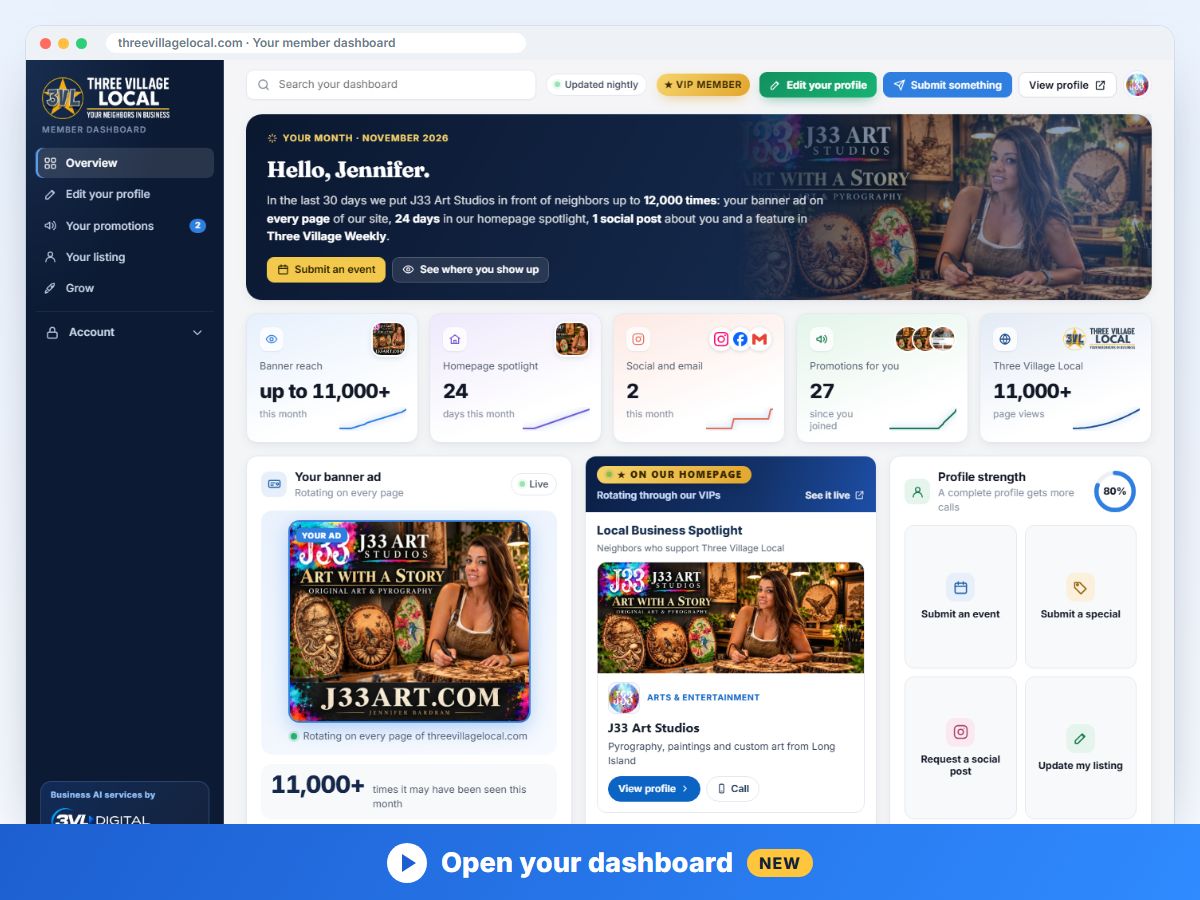 threevillagelocal.com · Your member dashboard
3VL THREE VILLAGE
LOCAL
YOUR NEIGHBORS IN BUSINESS
MEMBER DASHBOARD
Overview
Edit your profile
Your promotions 2
Your listing
Grow
Account
Business AI services by
3VL DIGITAL
Search your dashboard
Updated nightly
★ VIP MEMBER
Edit your profile
Submit something
View profile
YOUR MONTH · NOVEMBER 2026
Hello, Jennifer.
In the last 30 days we put J33 Art Studios in front of neighbors up to 12,000 times: your banner ad on
every page of our site, 24 days in our homepage spotlight, 1 social post about you and a feature in
Three Village Weekly.
Submit an event
See where you show up
J33 ART
STUDIOS
ART WITH A STORY
Banner reach
up to 11,000+
this month
Homepage spotlight
24
days this month
Social and email
2
this month
Promotions for you
27
since you
joined
3VL THREE VILLAGE
LOCAL
Three Village Local
11,000+
page views
Your banner ad
Rotating on every page
Live
YOUR AD
J33 J33 ART
STUDIOS
ART WITH A STORY
ORIGINAL ART & PYROGRAPHY
J33ART.COM
JENNIFER BARDRAM
Rotating on every page of threevillagelocal.com
11,000+ times it may have been seen this
month
★ ON OUR HOMEPAGE
Rotating through our VIPs
See it live
Local Business Spotlight
Neighbors who support Three Village Local
J33 J33 ART
STUDIOS
ART WITH A STORY
ORIGINAL ART & PYROGRAPHY
J33
ARTS & ENTERTAINMENT
J33 Art Studios
Pyrography, paintings and custom art from Long
Island
View profile
Call
Profile strength
A complete profile gets more
calls
80%
Submit an event
Submit a special
Request a social
post
Update my listing
Open your dashboard NEW